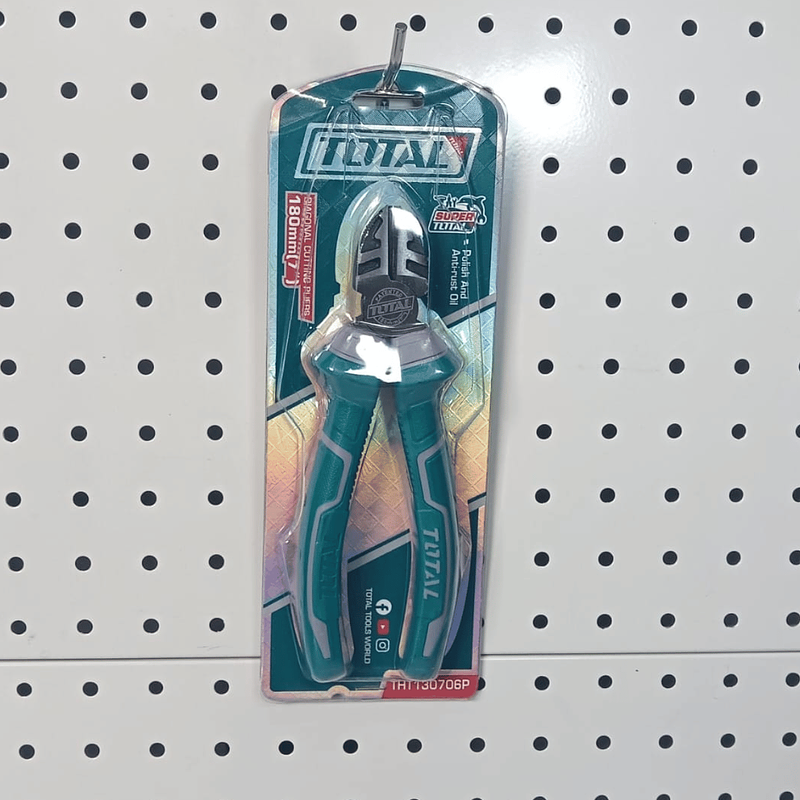 TOTAL
SUPER
TOTAL
DIAGONAL CUTTING PLIERS
180mm(7")
Polish And
Anti-rust Oil
TOTAL
TOTAL
TOTAL
TOTAL TOOLS WORLD
THT130706P